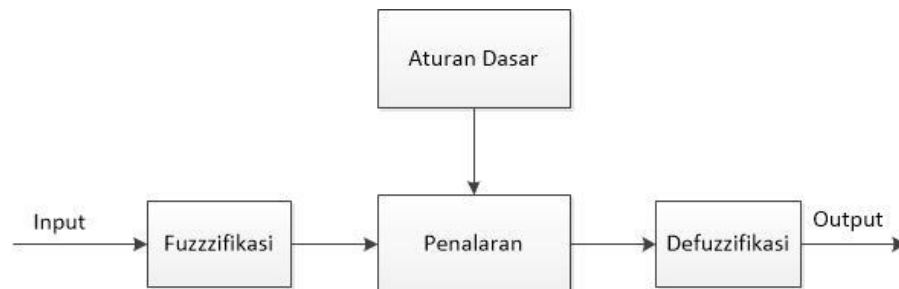 Aturan Dasar
Input
Fuzzzifikasi
Penalaran
Defuzzifikasi
Output